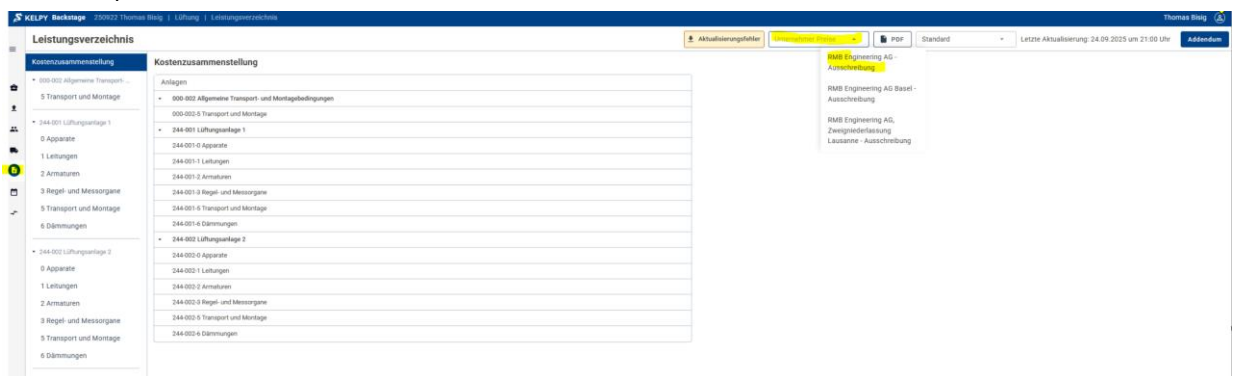 KELPY Backstage 250922 Thomas Bisig | Lüftung | Leistungsverzeichnis
Thomas Bisig
Leistungsverzeichnis
Aktualisierungsfehler
Unternehmer Preise
PDF
Standard
Letzte Aktualisierung: 24.09.2025 um 21:00 Uhr
Addendum
RMB Engineering AG -
Ausschreibung
RMB Engineering AG Basel -
Ausschreibung
RMB Engineering AG,
Zweigniederlassung
Lausanne - Ausschreibung
Kostenzusammenstellung
000-002 Allgemeine Transport- ...
5 Transport und Montage
244-001 Lüftungsanlage 1
0 Apparate
1 Leitungen
2 Armaturen
3 Regel- und Messorgane
5 Transport und Montage
6 Dämmungen
244-002 Lüftungsanlage 2
0 Apparate
1 Leitungen
2 Armaturen
3 Regel- und Messorgane
5 Transport und Montage
6 Dämmungen
Kostenzusammenstellung
Anlagen
000-002 Allgemeine Transport- und Montagebedingungen
000-002-5 Transport und Montage
244-001 Lüftungsanlage 1
244-001-0 Apparate
244-001-1 Leitungen
244-001-2 Armaturen
244-001-3 Regel- und Messorgane
244-001-5 Transport und Montage
244-001-6 Dämmungen
244-002 Lüftungsanlage 2
244-002-0 Apparate
244-002-1 Leitungen
244-002-2 Armaturen
244-002-3 Regel- und Messorgane
244-002-5 Transport und Montage
244-002-6 Dämmungen